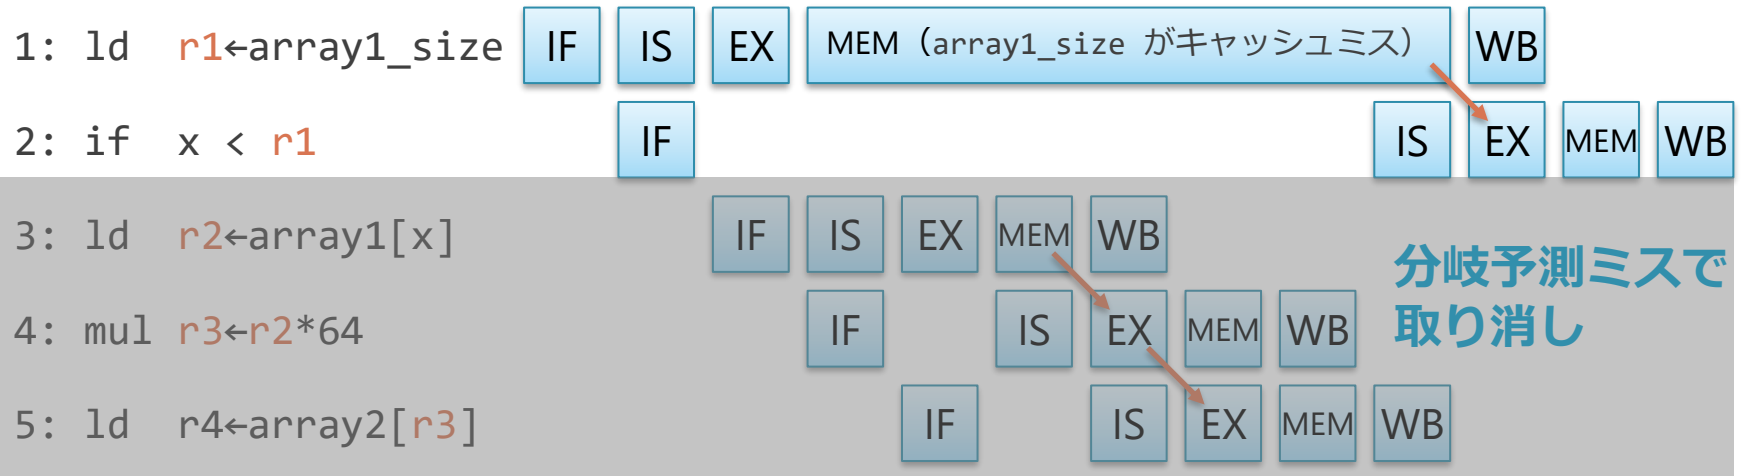 1: ld r1←array1_size IF IS EX MEM（array1_size がキャッシュミス） WB
2: if x < r1 IF IS EX MEM WB
3: ld r2←array1[x] IF IS EX MEM WB
4: mul r3←r2*64 IF IS EX MEM WB
5: ld r4←array2[r3] IF IS EX MEM WB
分岐予測ミスで
取り消し